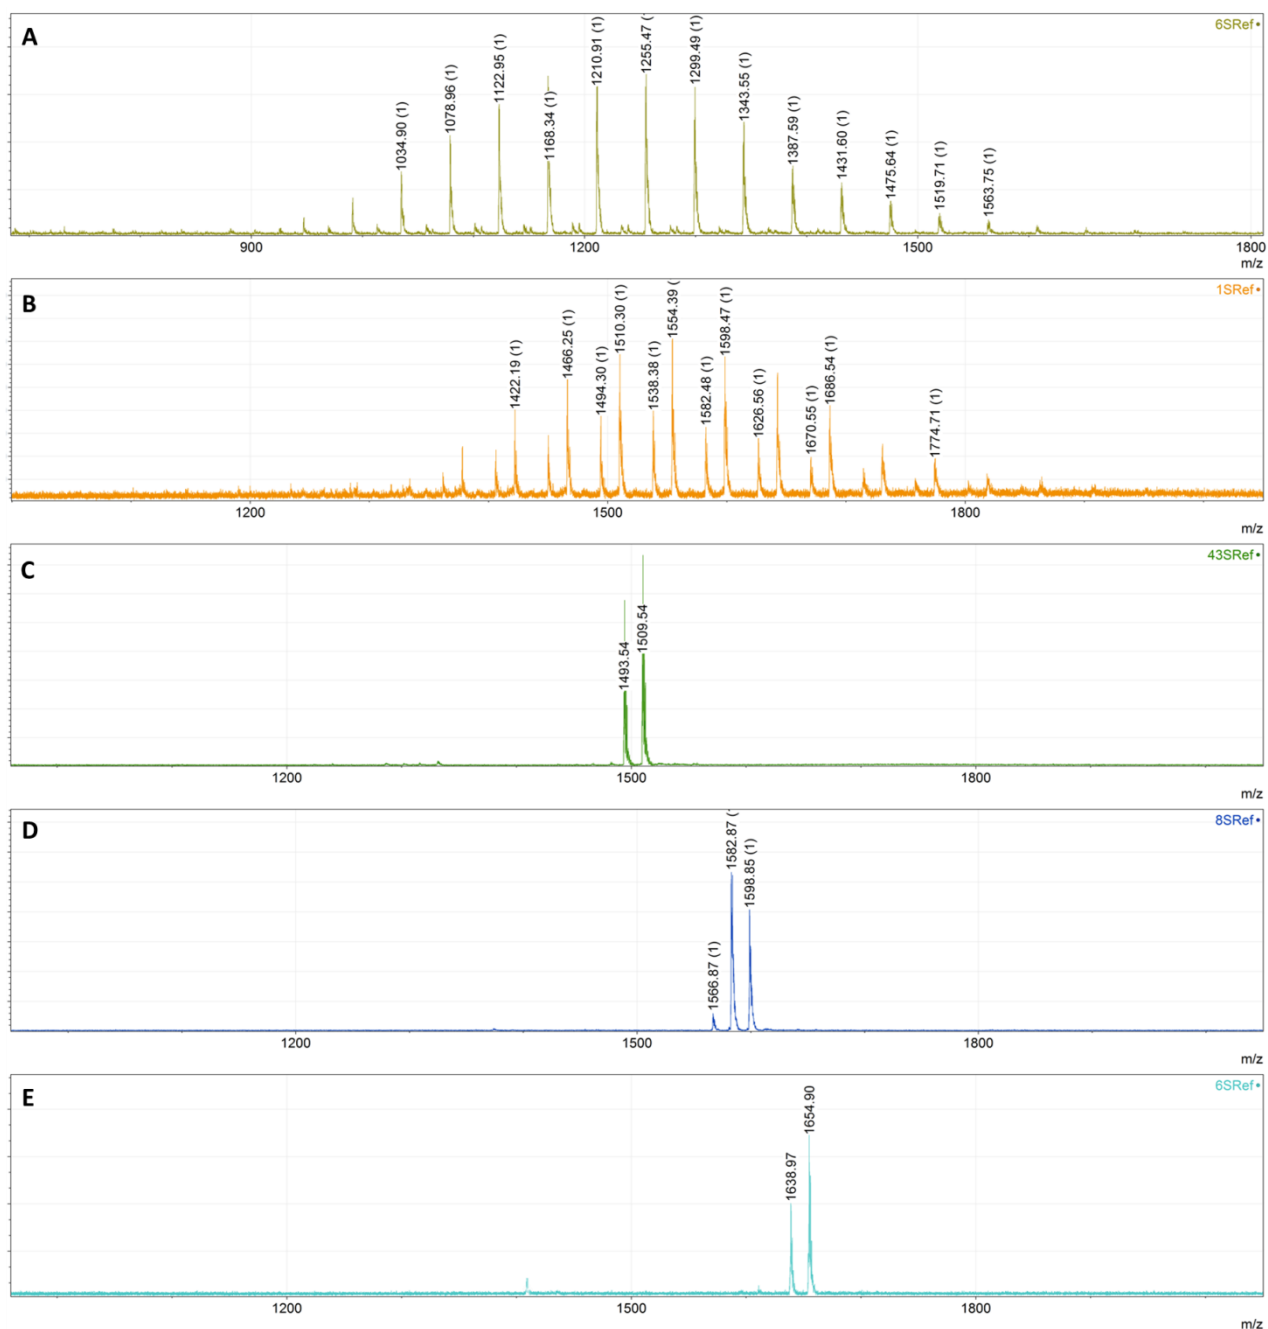 A
6SRef
1034.90 (1)
1078.96 (1)
1122.95 (1)
1168.34 (1)
1210.91 (1)
1255.47 (
1299.49 (1)
1343.55 (1)
1387.59 (1)
1431.60 (1)
1475.64 (1)
1519.71 (1)
1563.75 (1)
900 1200 1500 1800
m/z
B
1SRef
1422.19 (1)
1466.25 (1)
1494.30 (1)
1510.30 (1)
1538.38 (1)
1554.39 (
1582.48 (1)
1598.47 (1)
1626.56 (1)
1670.55 (1)
1686.54 (1)
1774.71 (1)
1200 1500 1800
m/z
C
43SRef
1493.54
1509.54
1200 1500 1800
m/z
D
8SRef
1566.87 (1)
1582.87 (
1598.85 (1)
1200 1500 1800
m/z
E
6SRef
1638.97
1654.90
1200 1500 1800
m/z